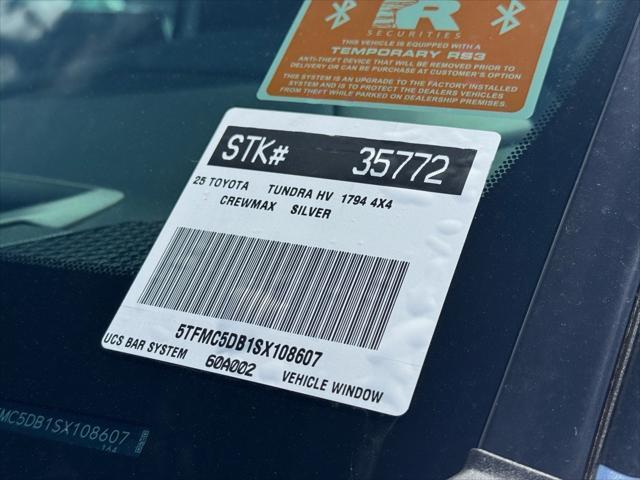 R
SECURITIES
THIS VEHICLE IS EQUIPPED WITH A
TEMPORARY RS3
ANTI-THEFT DEVICE THAT WILL BE REMOVED PRIOR TO
DELIVERY OR CAN BE PURCHASE AT CUSTOMER'S OPTION
THIS SYSTEM IS AN UPGRADE TO THE FACTORY INSTALLED
SYSTEM AND IS TO PROTECT THE DEALERS VEHICLES
FROM THEFT WHILE PARKED ON DEALERSHIP PREMISES.
STK# 35772
25 TOYOTA TUNDRA HV 1794 4X4
CREWMAX SILVER
5TFMC5DB1SX108607
UCS BAR SYSTEM 60A002 VEHICLE WINDOW
FMC5DB1SX108607
164